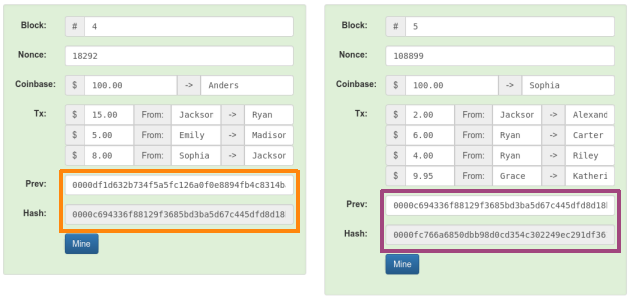 Block: # 4
Nonce: 18292
Coinbase: $ 100.00 -> Anders
Tx: $ 15.00 From: Jackson -> Ryan
$ 5.00 From: Emily -> Madison
$ 8.00 From: Sophia -> Jackson
Prev: 0000df1d632b734f5a5fc126a0f0e8894fb4c8314b
Hash: 0000c694336f88129f3685bd3ba5d67c445dfd8d18
Mine
Block: # 5
Nonce: 108899
Coinbase: $ 100.00 -> Sophia
Tx: $ 2.00 From: Jackson -> Alexand
$ 6.00 From: Ryan -> Carter
$ 4.00 From: Ryan -> Riley
$ 9.95 From: Grace -> Katheri
Prev: 0000c694336f88129f3685bd3ba5d67c445dfd8d18
Hash: 0000fc766a6850dbb98d0cd354c302249ec291df36
Mine